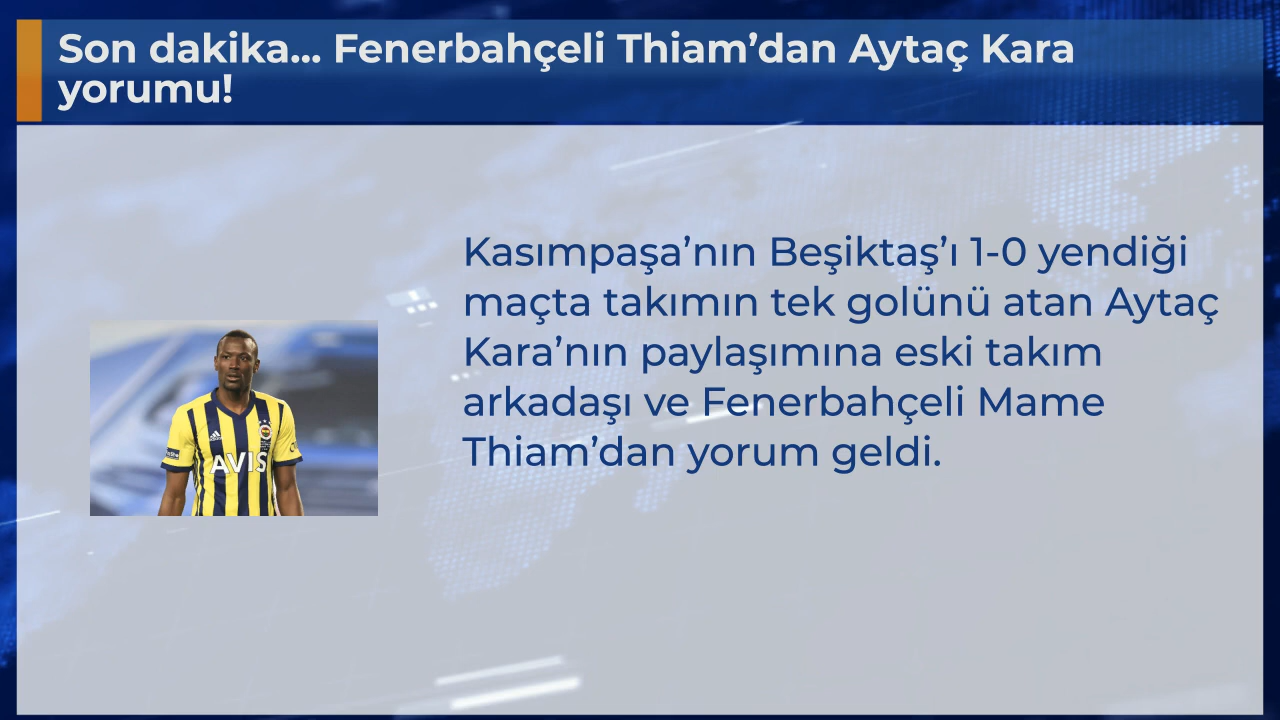 Son dakika... Fenerbahçeli Thiam’dan Aytaç Kara
yorumu!
Kasımpaşa’nın Beşiktaş’ı 1-0 yendiği
maçta takımın tek golünü atan Aytaç
Kara’nın paylaşımına eski takım
arkadaşı ve Fenerbahçeli Mame
Thiam’dan yorum geldi.
AVIS